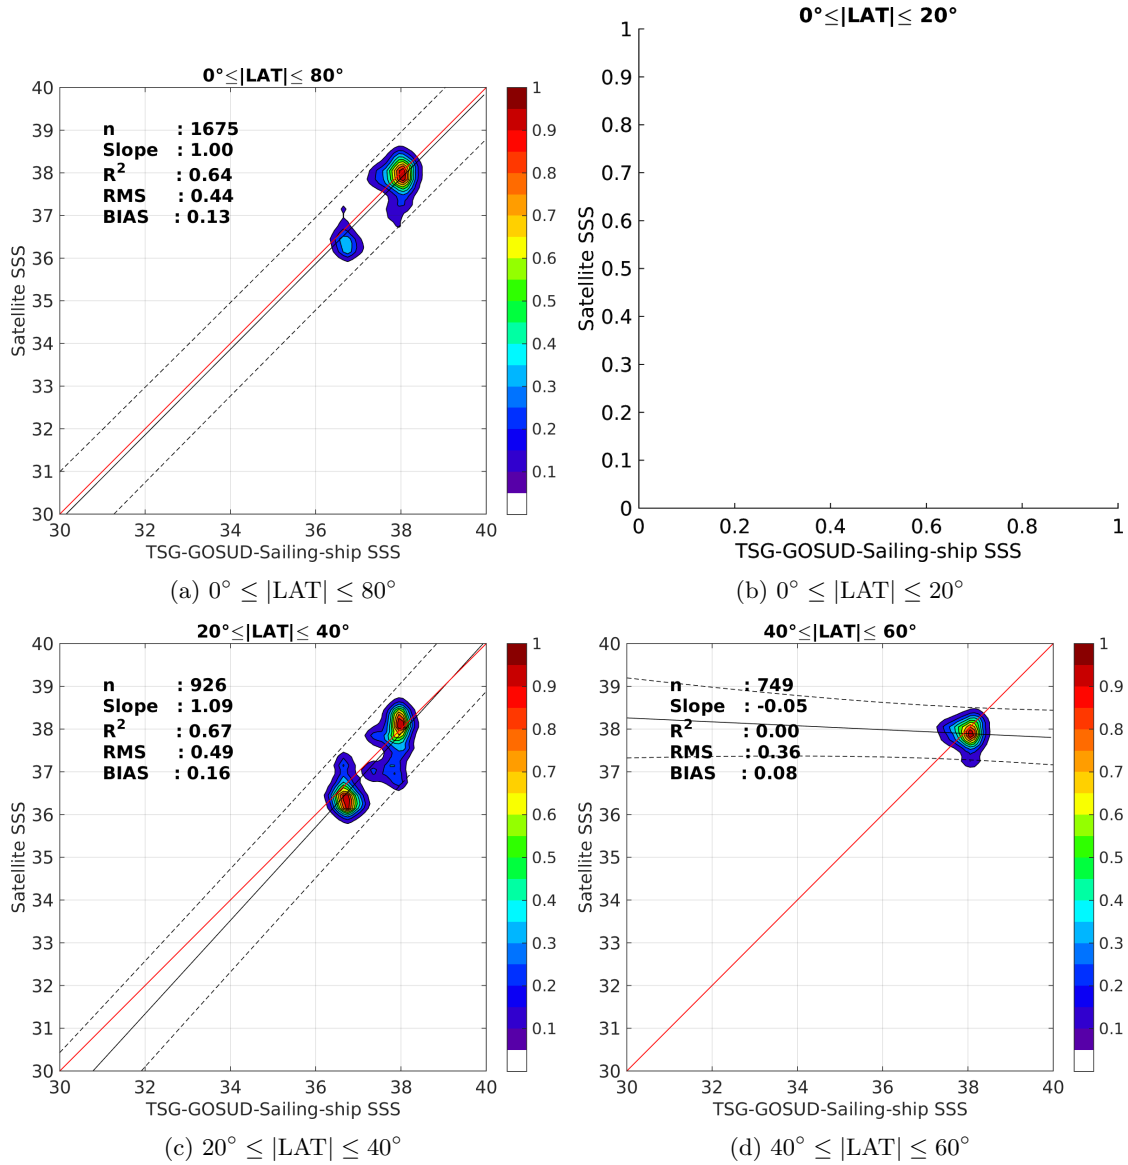 0°≤|LAT|≤ 80°
40
39
38
37
36
35
34
33
32
31
30
n : 1675
Slope : 1.00
R² : 0.64
RMS : 0.44
BIAS : 0.13
Satellite SSS
30 32 34 36 38 40
TSG-GOSUD-Sailing-ship SSS
1
0.9
0.8
0.7
0.6
0.5
0.4
0.3
0.2
0.1
(a) 0° ≤ |LAT| ≤ 80°
0°≤|LAT|≤ 20°
1
0.9
0.8
0.7
0.6
0.5
0.4
0.3
0.2
0.1
0
Satellite SSS
0 0.2 0.4 0.6 0.8 1
TSG-GOSUD-Sailing-ship SSS
(b) 0° ≤ |LAT| ≤ 20°
20°≤|LAT|≤ 40°
40
39
38
37
36
35
34
33
32
31
30
n : 926
Slope : 1.09
R² : 0.67
RMS : 0.49
BIAS : 0.16
Satellite SSS
30 32 34 36 38 40
TSG-GOSUD-Sailing-ship SSS
1
0.9
0.8
0.7
0.6
0.5
0.4
0.3
0.2
0.1
(c) 20° ≤ |LAT| ≤ 40°
40°≤|LAT|≤ 60°
40
39
38
37
36
35
34
33
32
31
30
n : 749
Slope : -0.05
R² : 0.00
RMS : 0.36
BIAS : 0.08
Satellite SSS
30 32 34 36 38 40
TSG-GOSUD-Sailing-ship SSS
1
0.9
0.8
0.7
0.6
0.5
0.4
0.3
0.2
0.1
(d) 40° ≤ |LAT| ≤ 60°